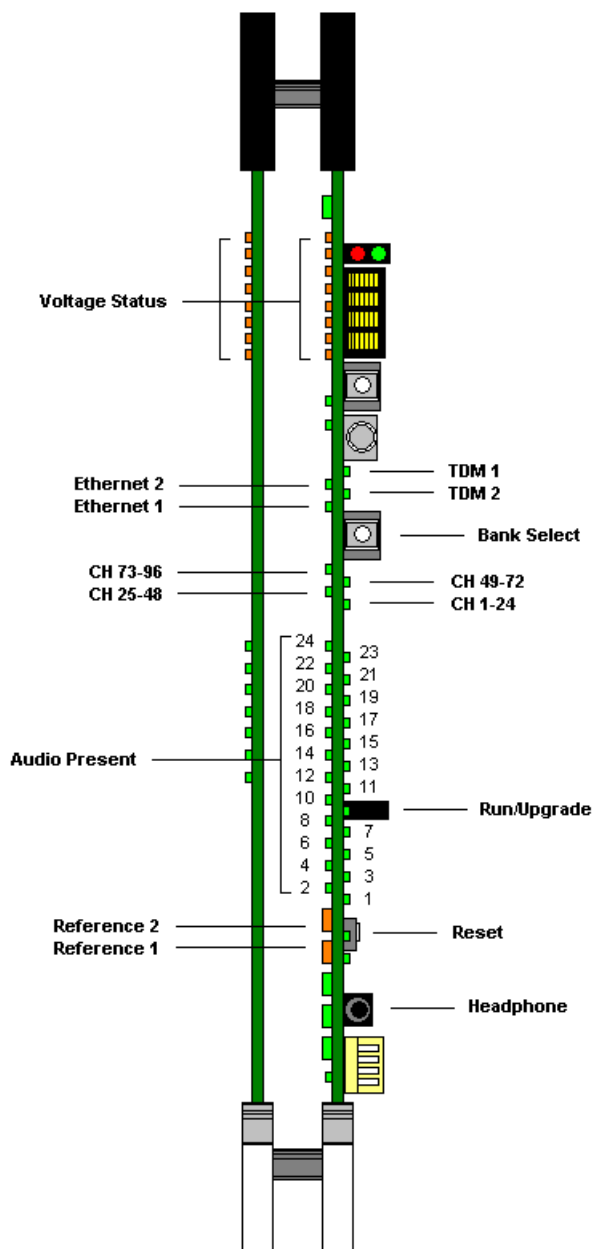 Voltage Status
TDM 1
Ethernet 2
TDM 2
Ethernet 1
Bank Select
CH 73-96
CH 49-72
CH 25-48
CH 1-24
24
23
22
21
20
19
18
17
16
15
Audio Present
14
13
12
11
10
Run/Upgrade
8
7
6
5
4
3
2
1
Reference 2
Reset
Reference 1
Headphone